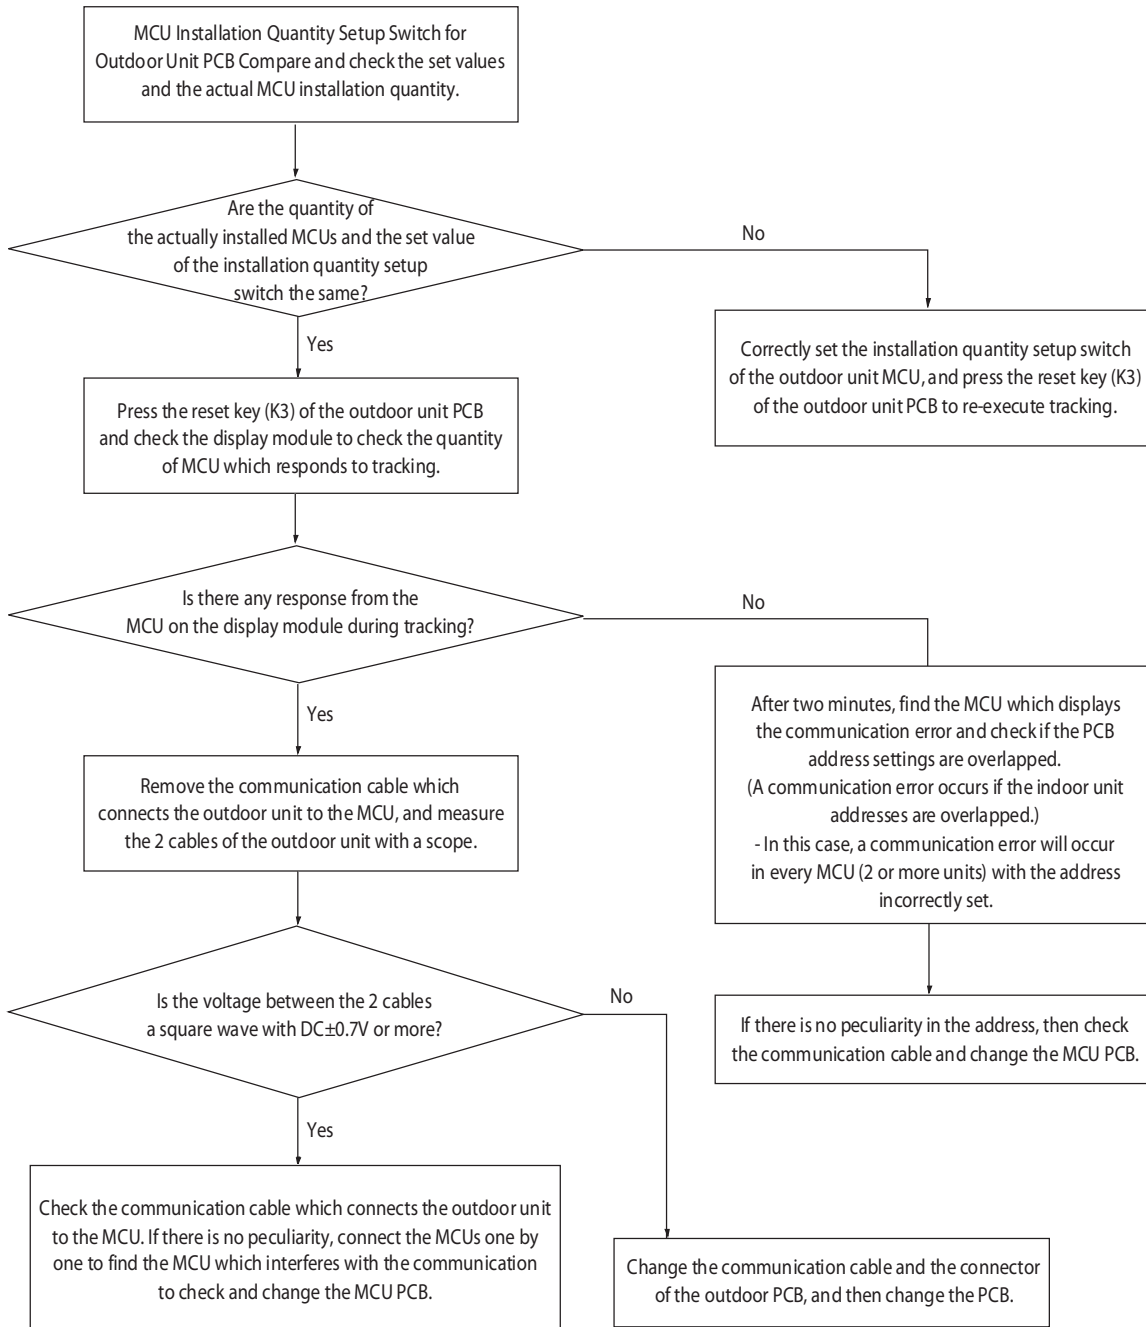 MCU Installation Quantity Setup Switch for
Outdoor Unit PCB Compare and check the set values
and the actual MCU installation quantity.
Are the quantity of
the actually installed MCUs and the set value
of the installation quantity setup
switch the same?
No
Yes
Correctly set the installation quantity setup switch
of the outdoor unit MCU, and press the reset key (K3)
of the outdoor unit PCB to re-execute tracking.
Press the reset key (K3) of the outdoor unit PCB
and check the display module to check the quantity
of MCU which responds to tracking.
Is there any response from the
MCU on the display module during tracking?
No
Yes
After two minutes, find the MCU which displays
the communication error and check if the PCB
address settings are overlapped.
(A communication error occurs if the indoor unit
addresses are overlapped.)
- In this case, a communication error will occur
in every MCU (2 or more units) with the address
incorrectly set.
Remove the communication cable which
connects the outdoor unit to the MCU, and measure
the 2 cables of the outdoor unit with a scope.
Is the voltage between the 2 cables
a square wave with DC±0.7V or more?
No
Yes
If there is no peculiarity in the address, then check
the communication cable and change the MCU PCB.
Check the communication cable which connects the outdoor unit
to the MCU. If there is no peculiarity, connect the MCUs one by
one to find the MCU which interferes with the communication
to check and change the MCU PCB.
Change the communication cable and the connector
of the outdoor PCB, and then change the PCB.